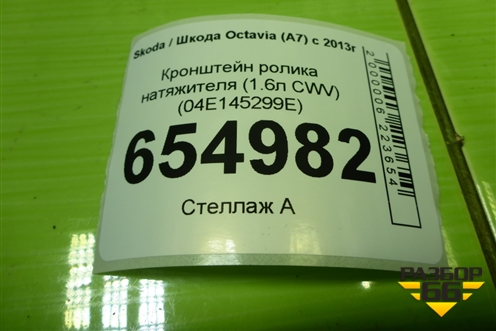 Skoda / Шкода Octavia (A7) с 2013г
Кронштейн ролика
натяжителя (1.6л CWV)
(04E145299E)
654982
Стеллаж А
2000006223654
РАЗБОР
66